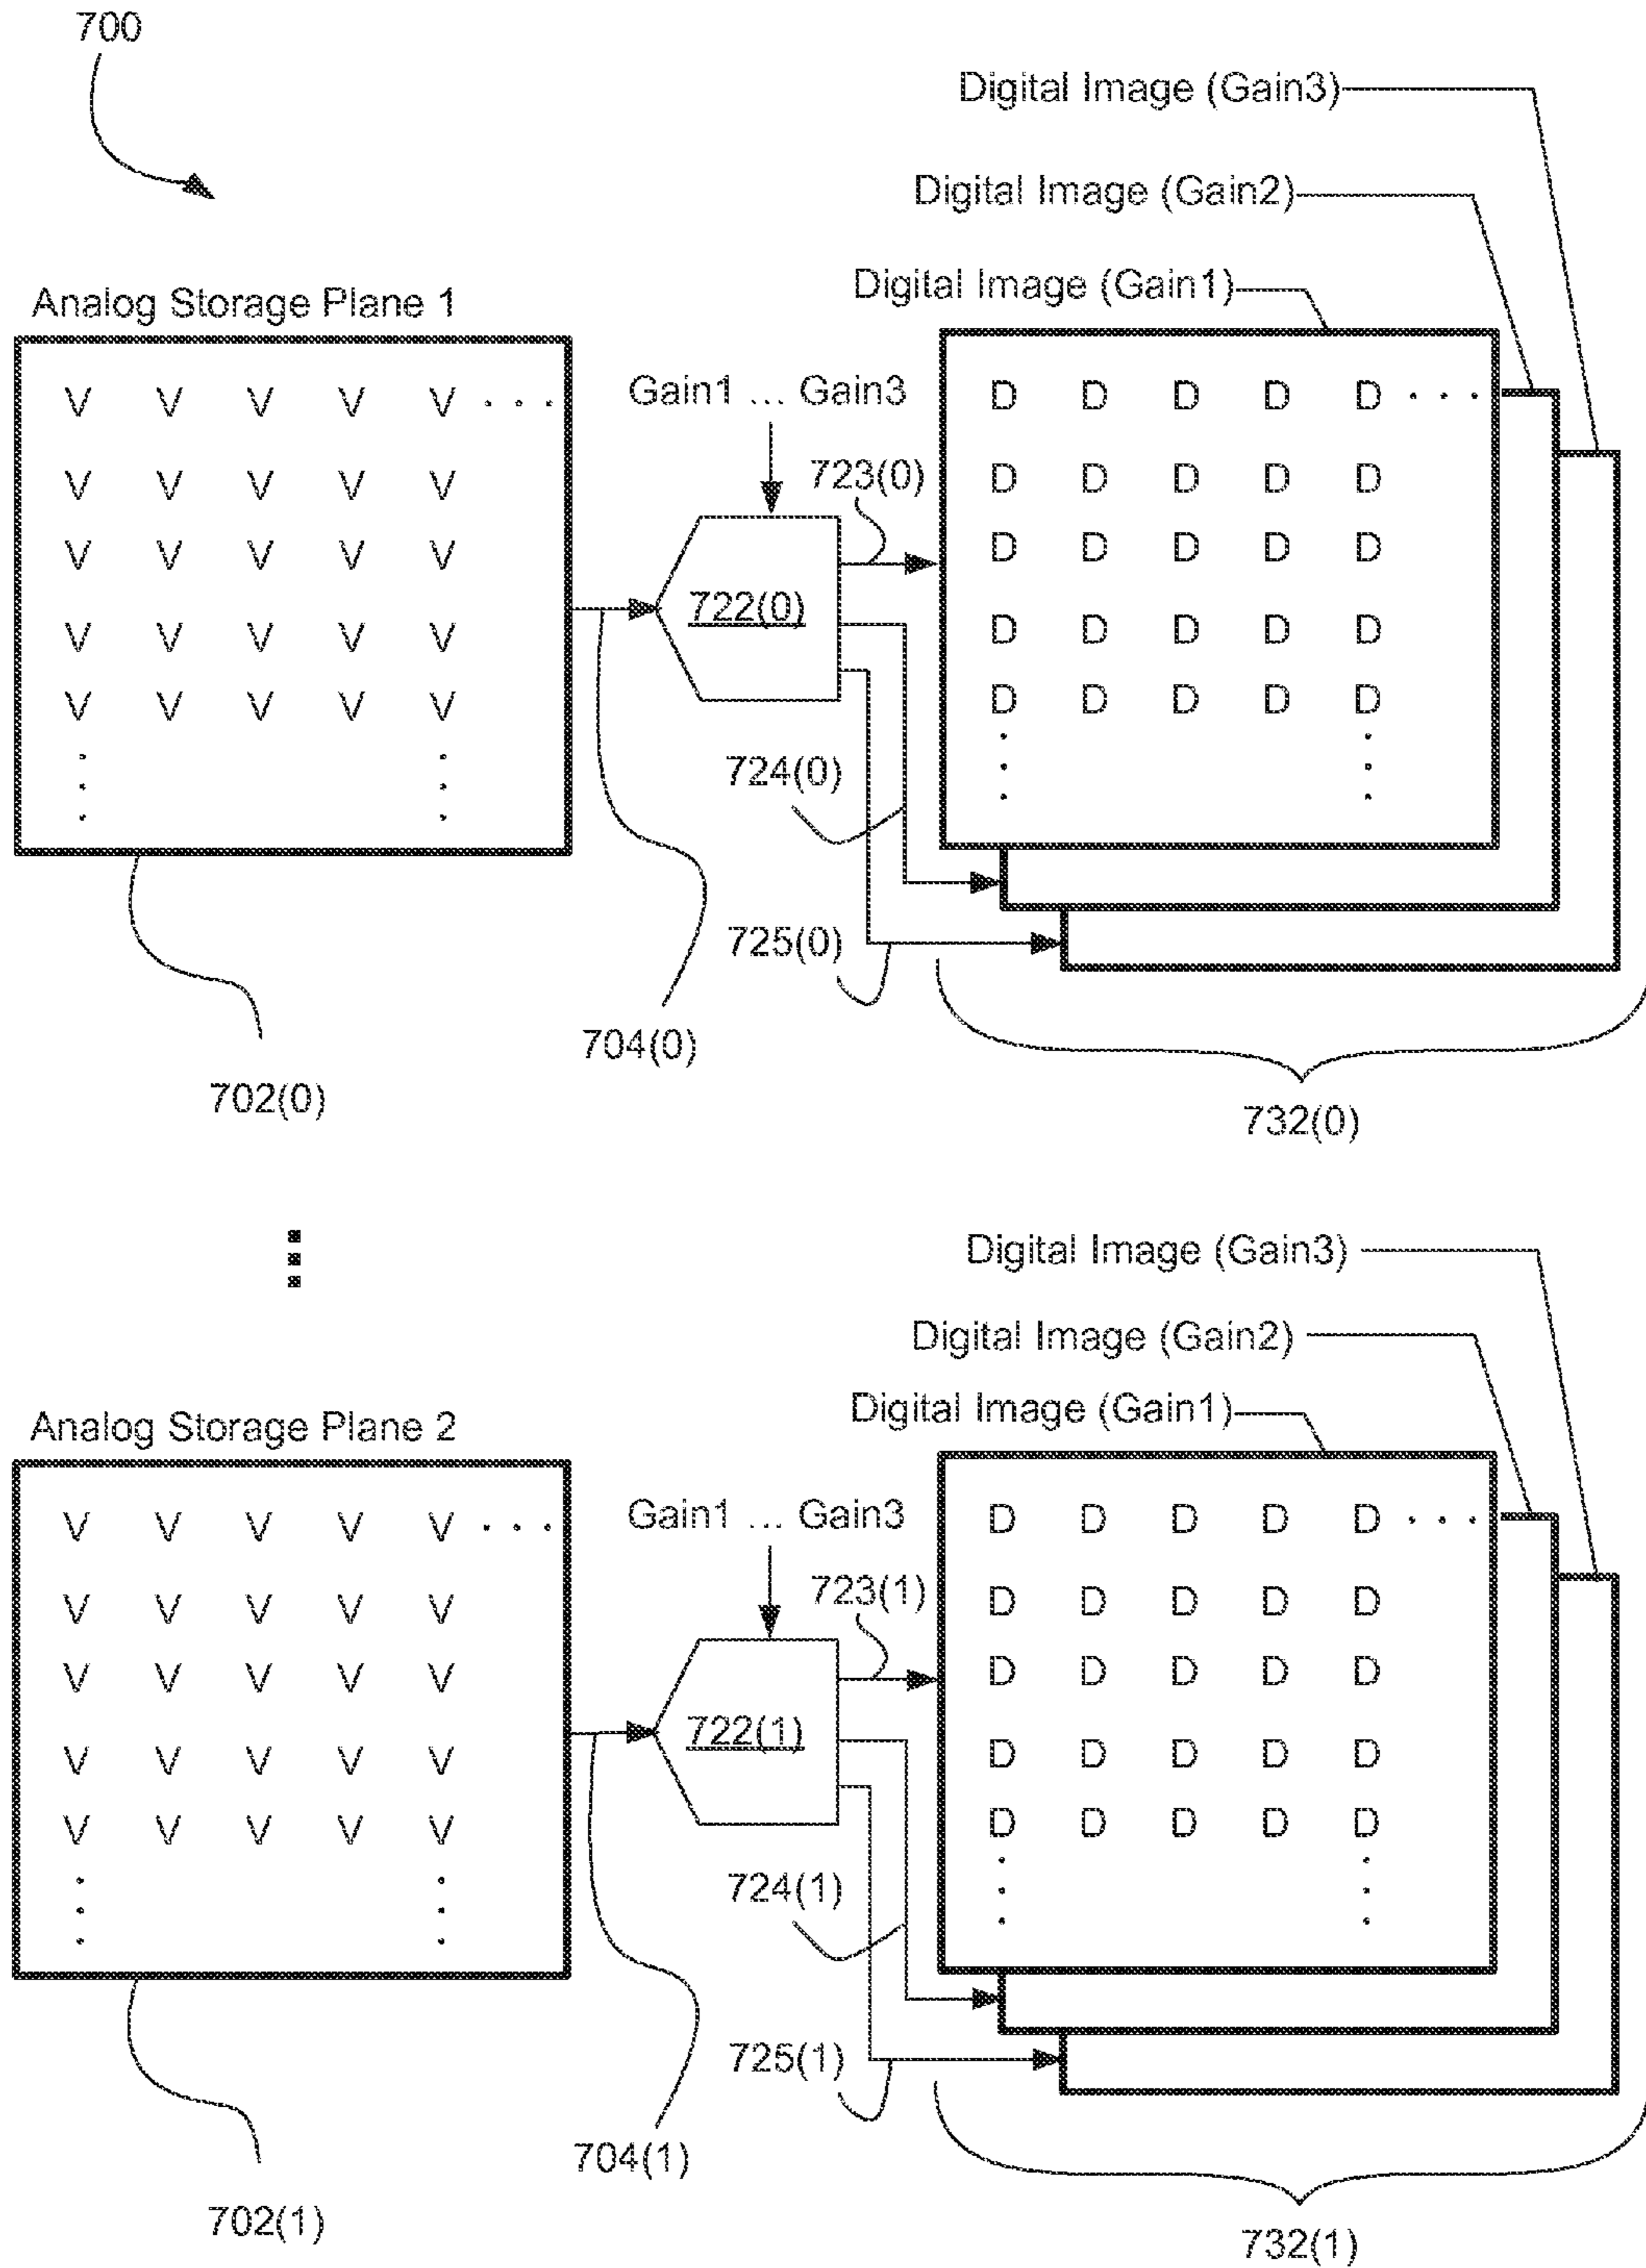 700
Digital Image (Gain3)
Digital Image (Gain2)
Digital Image (Gain1)
Analog Storage Plane 1
Gain1 ... Gain3
V V V V V . . .
V V V V V
V V V V V
V V V V V
V V V V V
723(0)
722(0)
724(0)
725(0)
D D D D D . . .
D D D D D
D D D D D
D D D D D
D D D D D
704(0)
702(0)
732(0)
Digital Image (Gain3)
Digital Image (Gain2)
Digital Image (Gain1)
Analog Storage Plane 2
Gain1 ... Gain3
V V V V V . . .
V V V V V
V V V V V
V V V V V
V V V V V
723(1)
722(1)
724(1)
725(1)
D D D D D . . .
D D D D D
D D D D D
D D D D D
D D D D D
704(1)
702(1)
732(1)